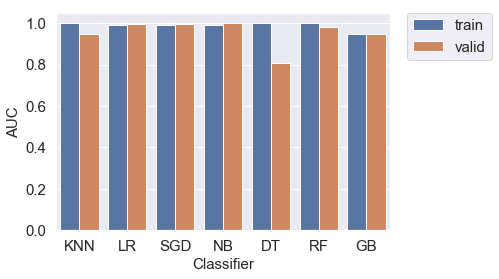 1.0
0.8
0.6
0.4
0.2
0.0
AUC
KNN LR SGD NB DT RF GB
Classifier
train
valid